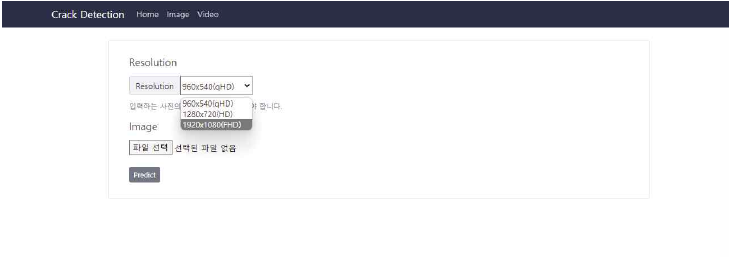 Crack Detection Home Image Video
Resolution
Resolution 960x540(qHD)
960x540(qHD)
1280x720(HD)
1920x1080(FHD)
입력하는 사진의 야 합니다.
Image
파일 선택 선택된 파일 없음
Predict